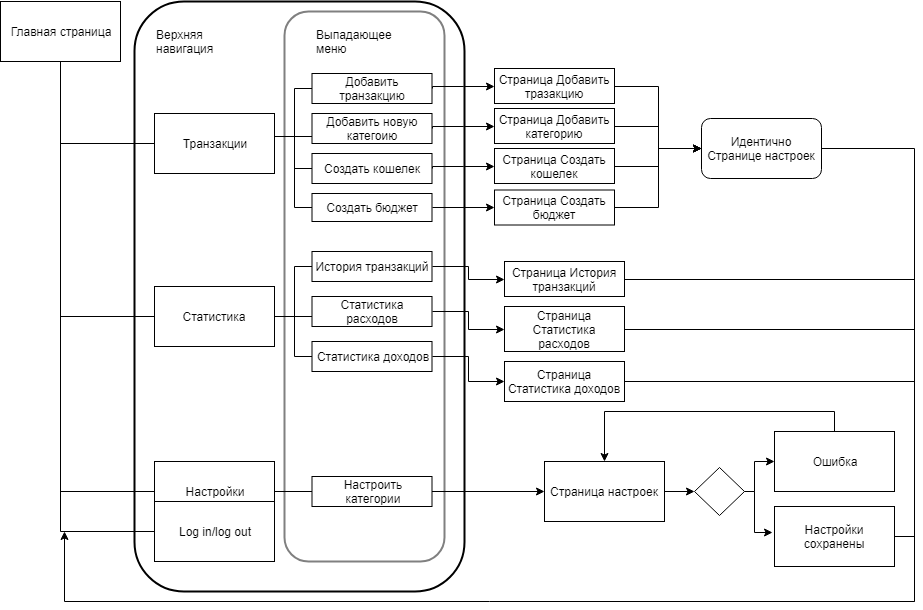 Главная страница
Верхняя
навигация
Выпадающее
меню
Транзакции
Добавить
транзакцию
Добавить новую
категоию
Создать кошелек
Создать бюджет
Страница Добавить
тразакцию
Страница Добавить
категорию
Страница Создать
кошелек
Страница Создать
бюджет
Идентично
Странице настроек
Статистика
История транзакций
Статистика
расходов
Статистика доходов
Страница История
транзакций
Страница
Статистика
расходов
Страница
Статистика доходов
Настройки
Log in/log out
Настроить
категории
Страница настроек
Ошибка
Настройки
сохранены